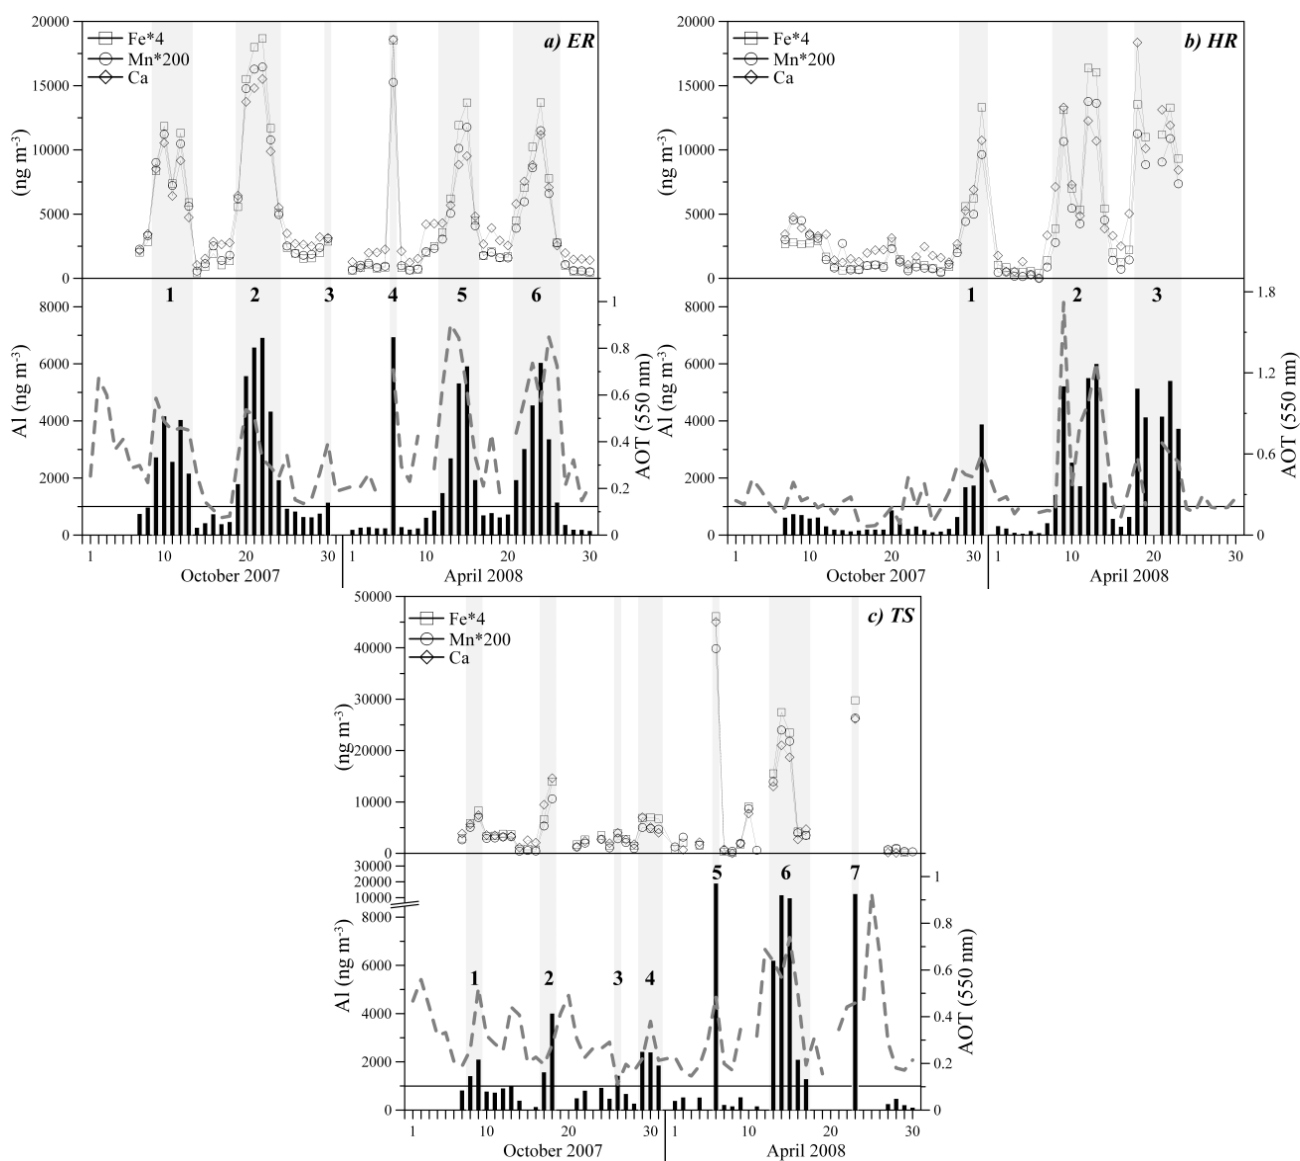 a) ER
Fe*4
Mn*200
Ca
20000
15000
10000
5000
0
(ng m-3)
1 2 3 4 5 6
8000
6000
4000
2000
0
Al (ng m-3)
1
0.8
0.6
0.4
0.2
0
AOT (550 nm)
1 10 20 30 1 10 20 30
October 2007 April 2008
b) HR
Fe*4
Mn*200
Ca
20000
15000
10000
5000
0
(ng m-3)
1 2 3
8000
6000
4000
2000
0
Al (ng m-3)
1.8
1.2
0.6
0
AOT (550 nm)
1 10 20 30 1 10 20 30
October 2007 April 2008
c) TS
Fe*4
Mn*200
Ca
50000
40000
30000
20000
10000
0
(ng m-3)
5 6 7
1 2 3 4
30000
20000
10000
8000
6000
4000
2000
0
Al (ng m-3)
1
0.8
0.6
0.4
0.2
0
AOT (550 nm)
1 10 20 30 1 10 20 30
October 2007 April 2008